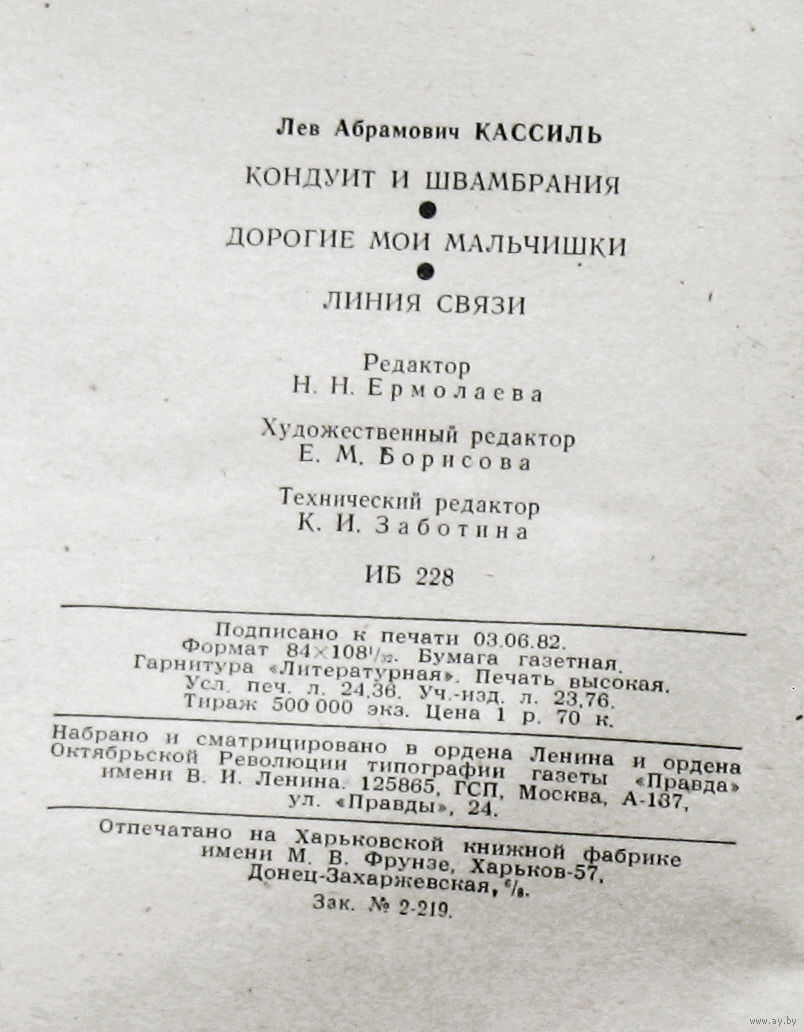 Лев Абрамович КАССИЛЬ
КОНДУИТ И ШВАМБРАНИЯ
●
ДОРОГИЕ МОИ МАЛЬЧИШКИ
●
ЛИНИЯ СВЯЗИ
Редактор
Н. Н. Ермолаева
Художественный редактор
Е. М. Борисова
Технический редактор
К. И. Заботина
ИБ 228
Подписано к печати 03.06.82.
Формат 84×108¹/₃₂. Бумага газетная.
Гарнитура «Литературная». Печать высокая.
Усл. печ. л. 24,36. Уч.-изд. л. 23,76.
Тираж 500 000 экз. Цена 1 р. 70 к.
Набрано и сматрицировано в ордена Ленина и ордена
Октябрьской Революции типографии газеты «Правда»
имени В. И. Ленина. 125865, ГСП, Москва, А-137,
ул. «Правды», 24.
Отпечатано на Харьковской книжной фабрике
имени М. В. Фрунзе, Харьков-57,
Донец-Захаржевская, ⁶/₈.
Зак. № 2-219.
www.ay.by